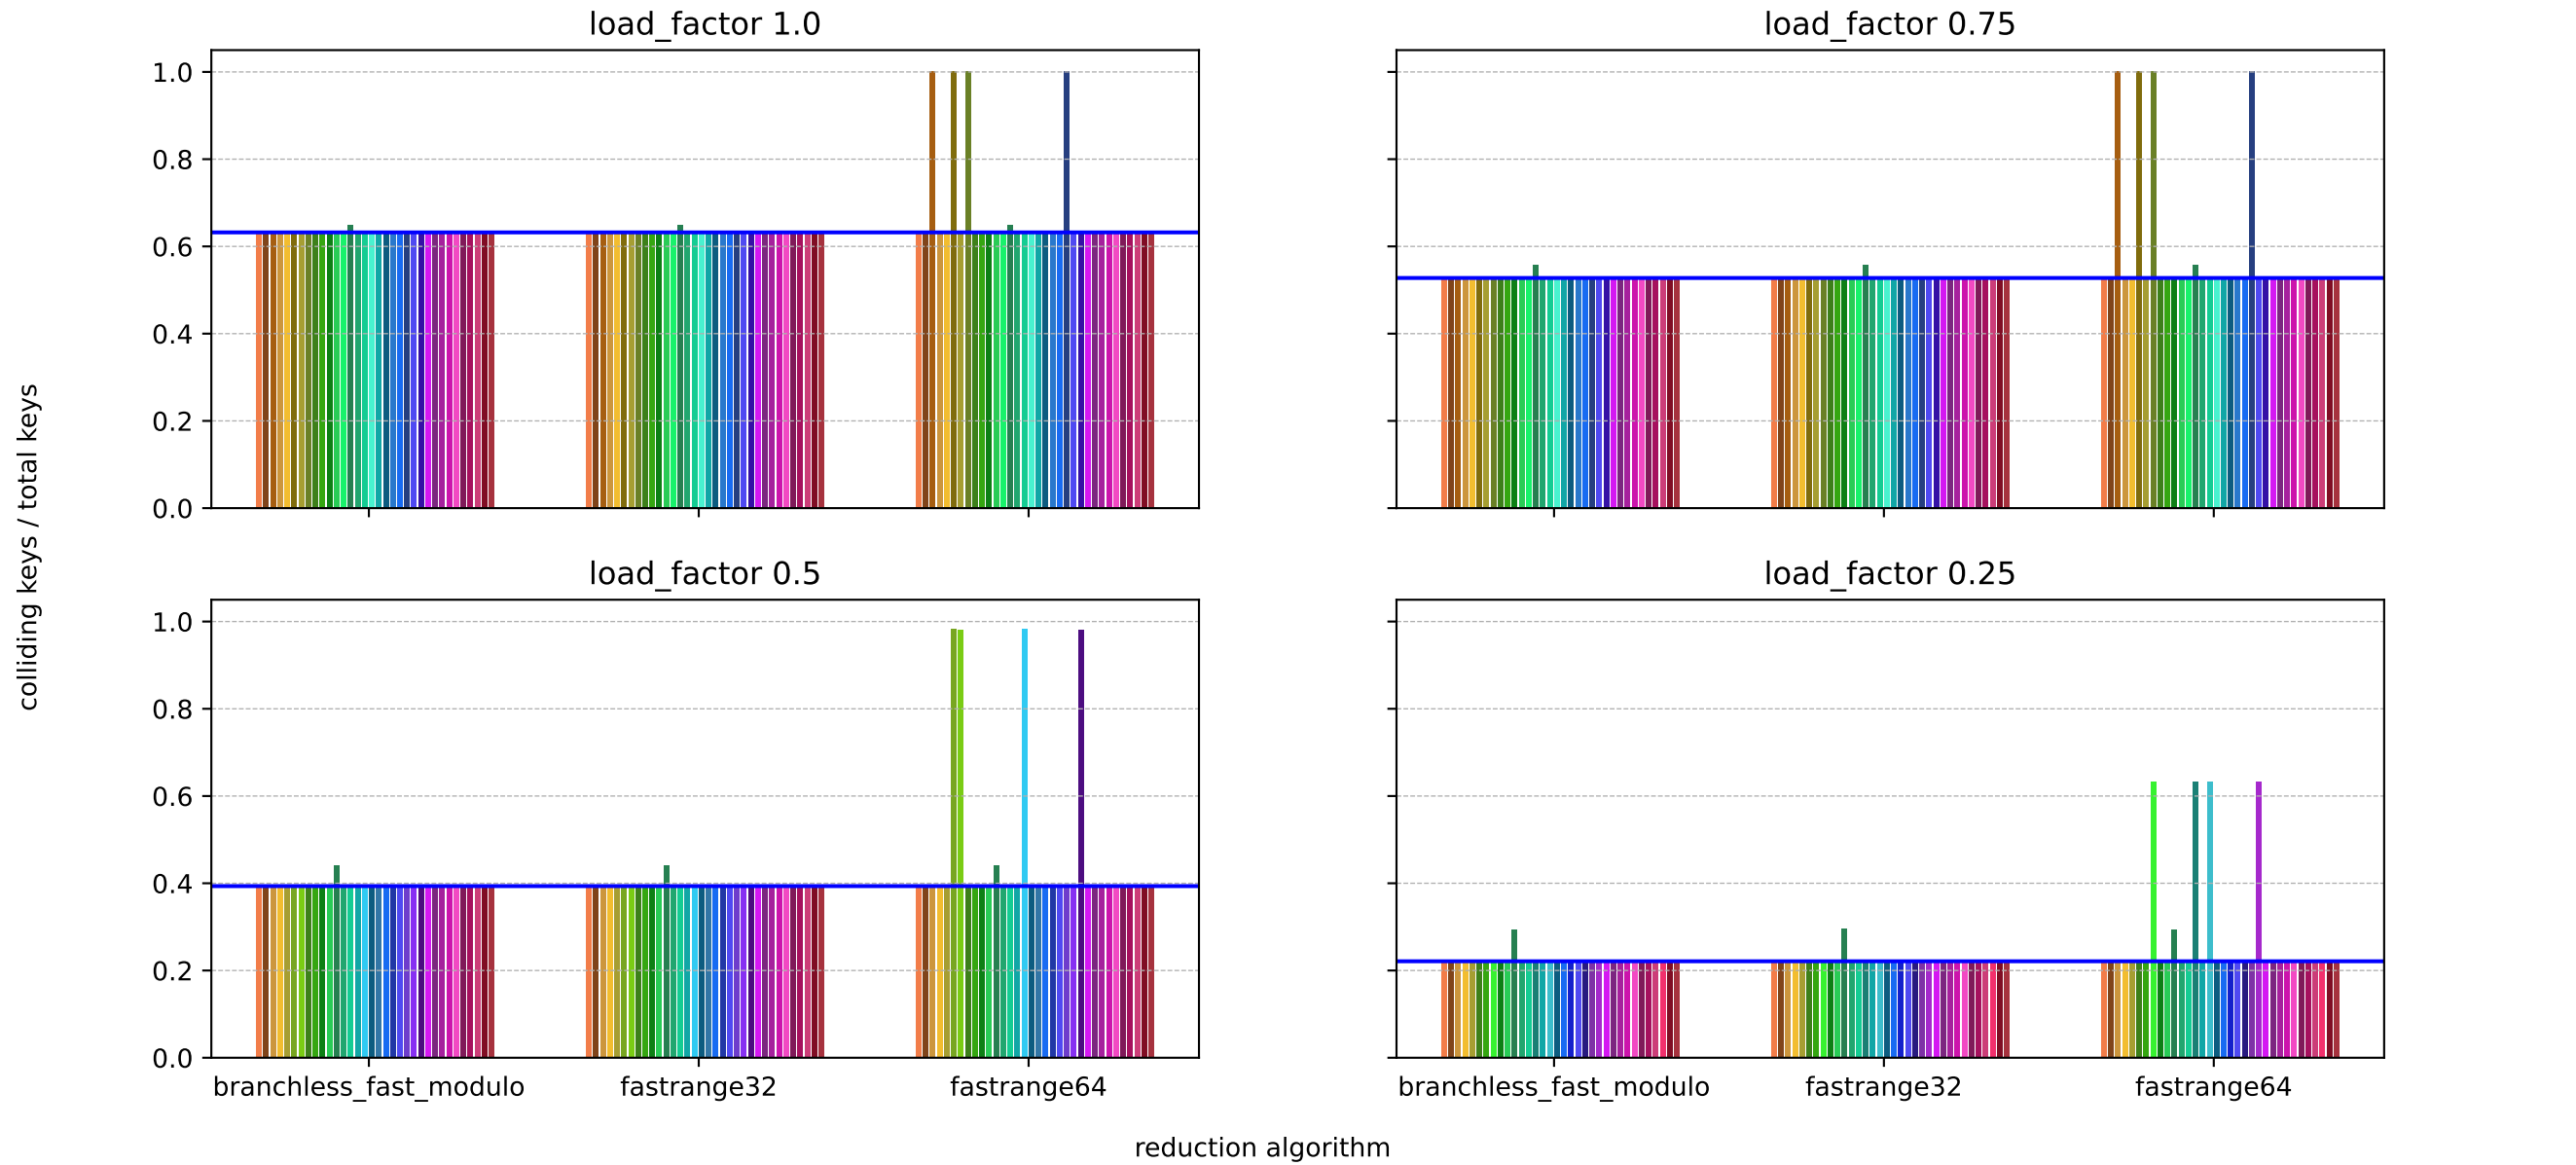 load_factor 1.0
load_factor 0.75
1.0
0.8
0.6
0.4
0.2
0.0
colliding keys / total keys
load_factor 0.5
load_factor 0.25
1.0
0.8
0.6
0.4
0.2
0.0
branchless_fast_modulo
fastrange32
fastrange64
branchless_fast_modulo
fastrange32
fastrange64
reduction algorithm